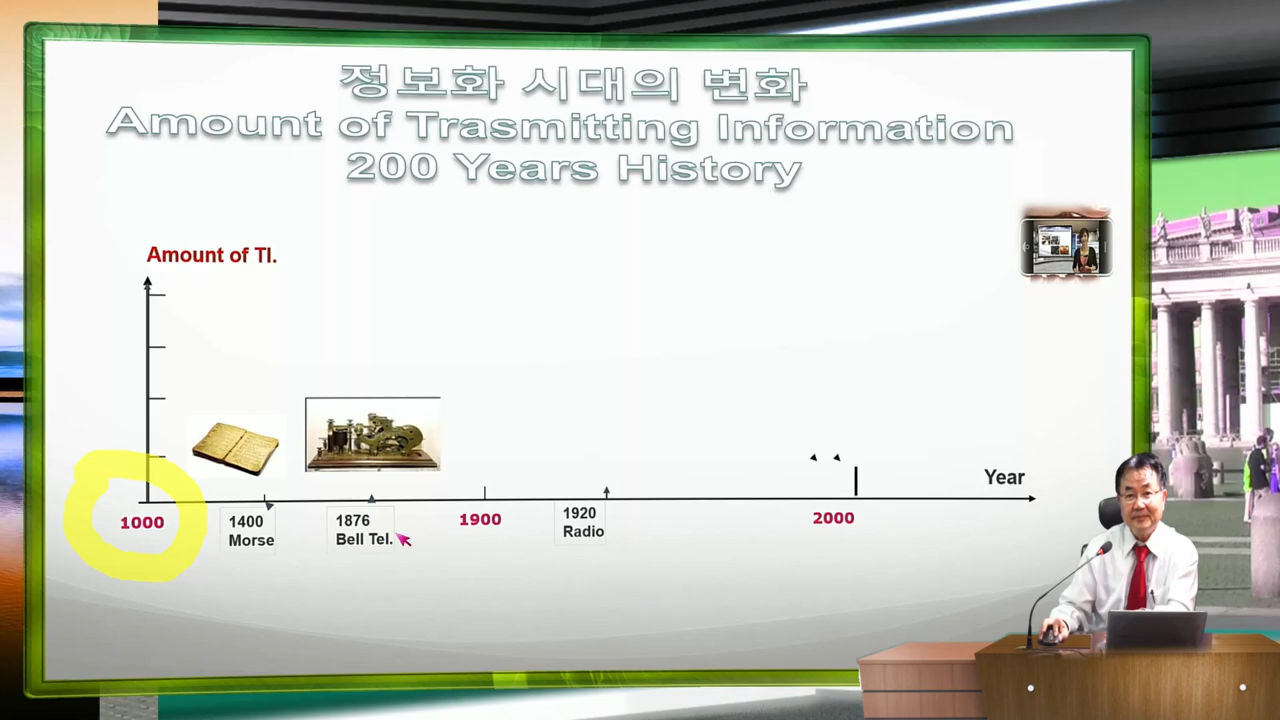 정보화 시대의 변화
Amount of Trasmitting Information
200 Years History
Amount of TI.
Year
1000
1400
Morse
1876
Bell Tel.
1900
1920
Radio
2000